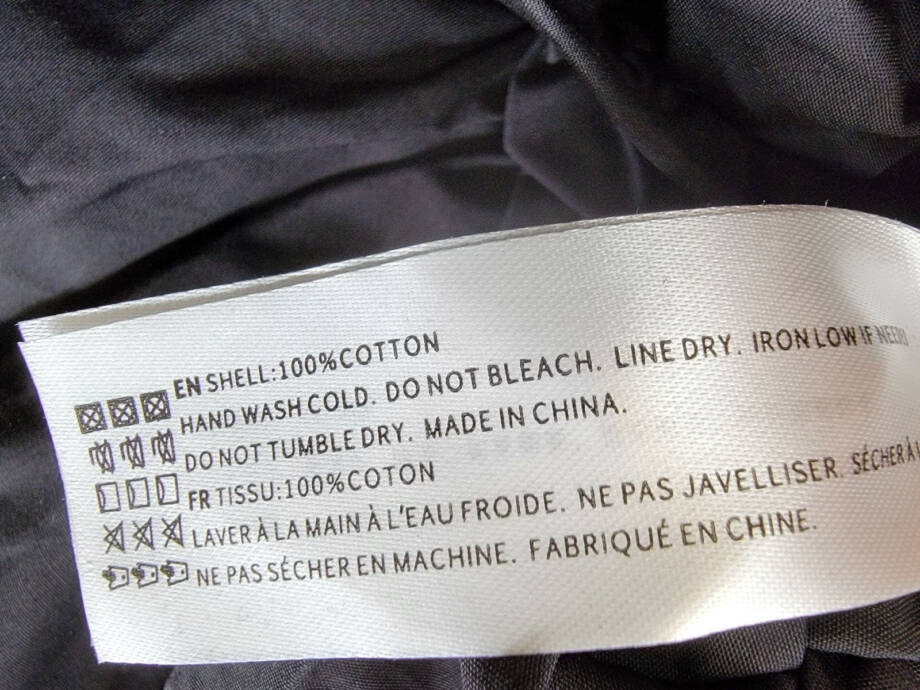 EN SHELL:100%COTTON
HAND WASH COLD. DO NOT BLEACH. LINE DRY. IRON LOW IF
DO NOT TUMBLE DRY. MADE IN CHINA.
FR TISSU:100%COTON
LAVER À LA MAIN À L'EAU FROIDE. NE PAS JAVELLISER. SÉCHER À
NE PAS SÉCHER EN MACHINE. FABRIQUÉ EN CHINE.